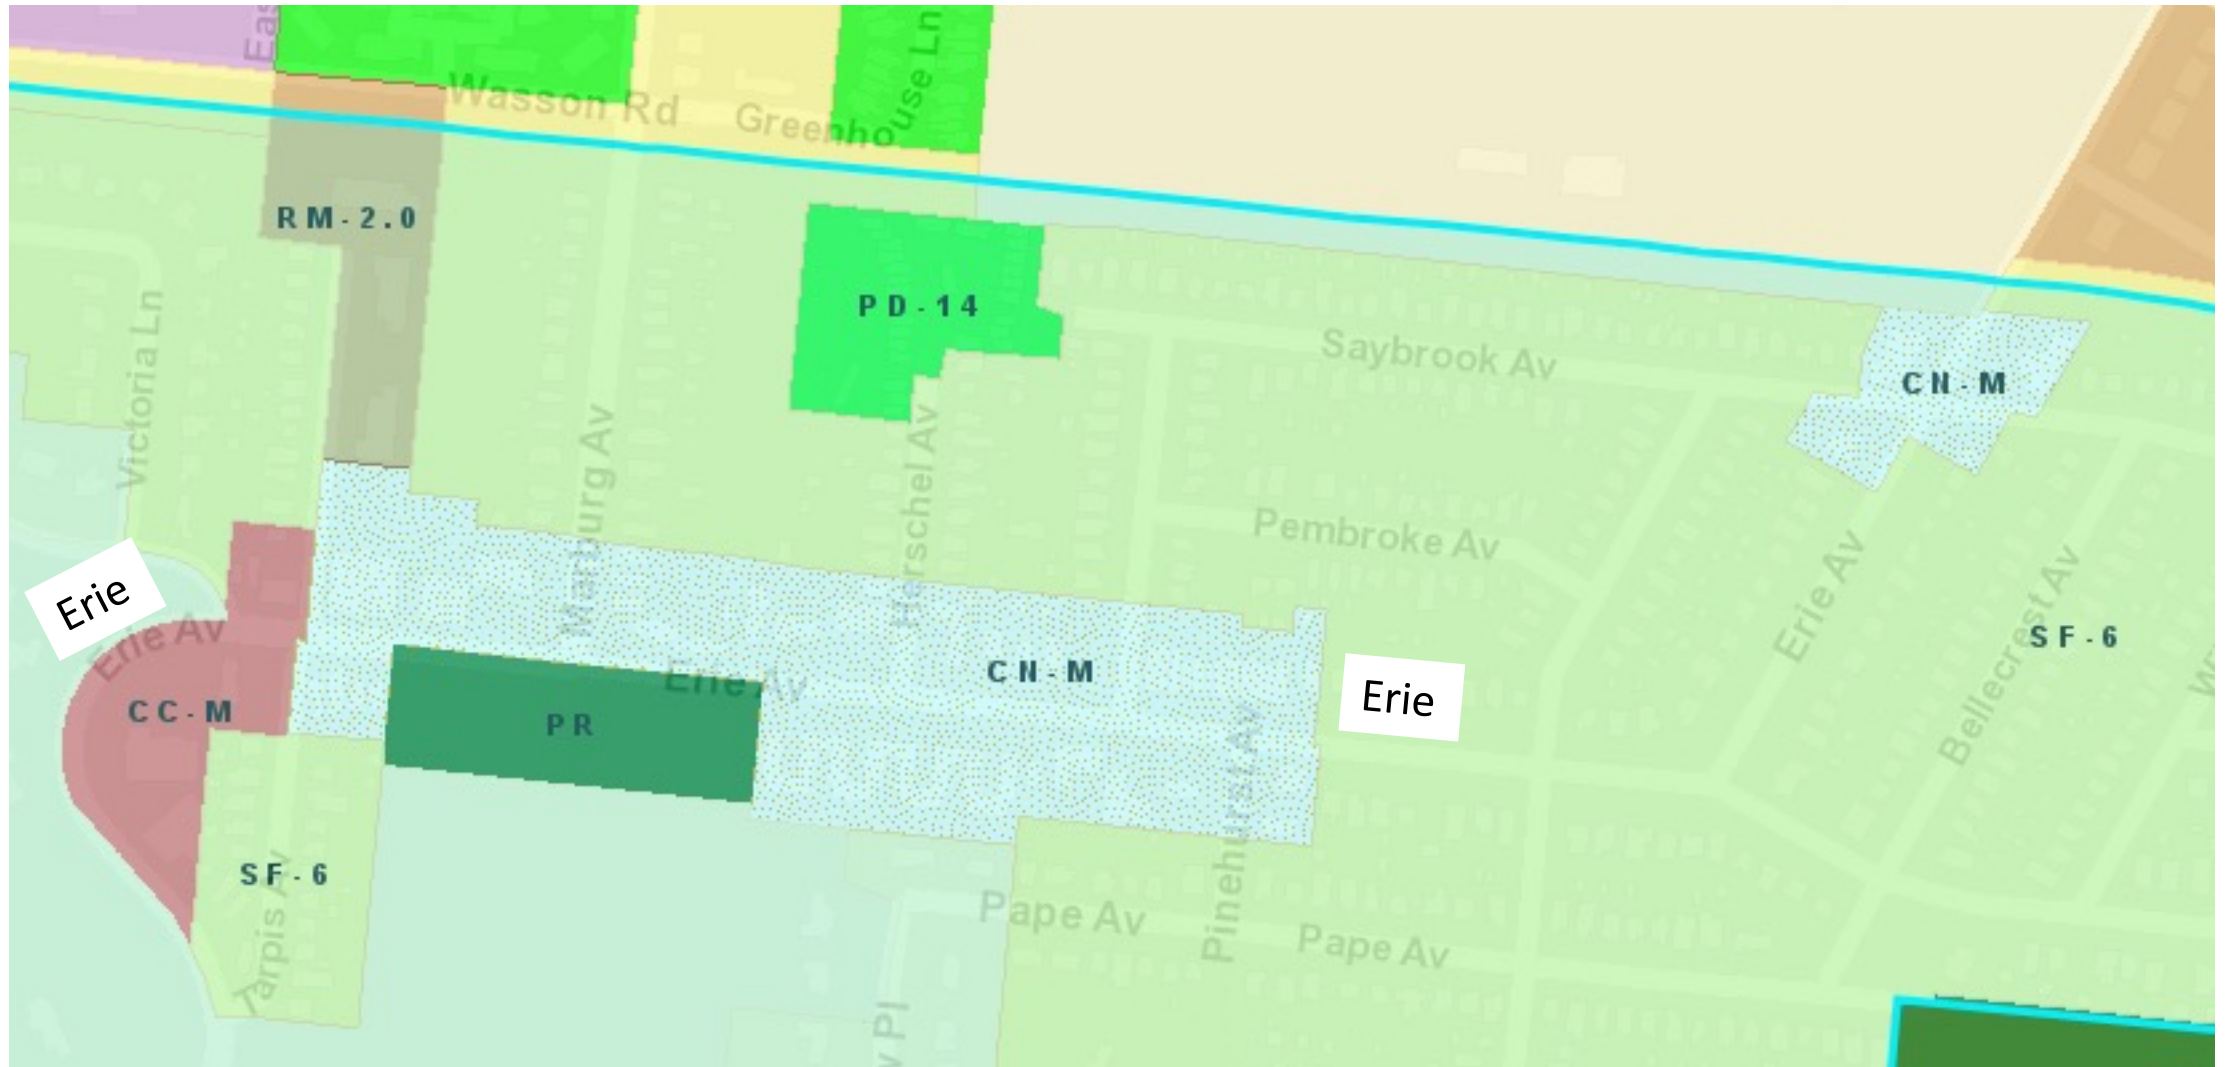 Eas
Wasson Rd
Greenhouse Ln
RM-2.0
PD-14
Saybrook Av
CN-M
Victoria Ln
Marburg Av
Herschel Av
Pembroke Av
Erie Av
Bellecrest Av
SF-6
Erie
Erie Av
CC-M
PR
Erie Av
CN-M
Erie
Pinehurst Av
SF-6
Tarpis Av
Pape Av
Pape Av
w Pl